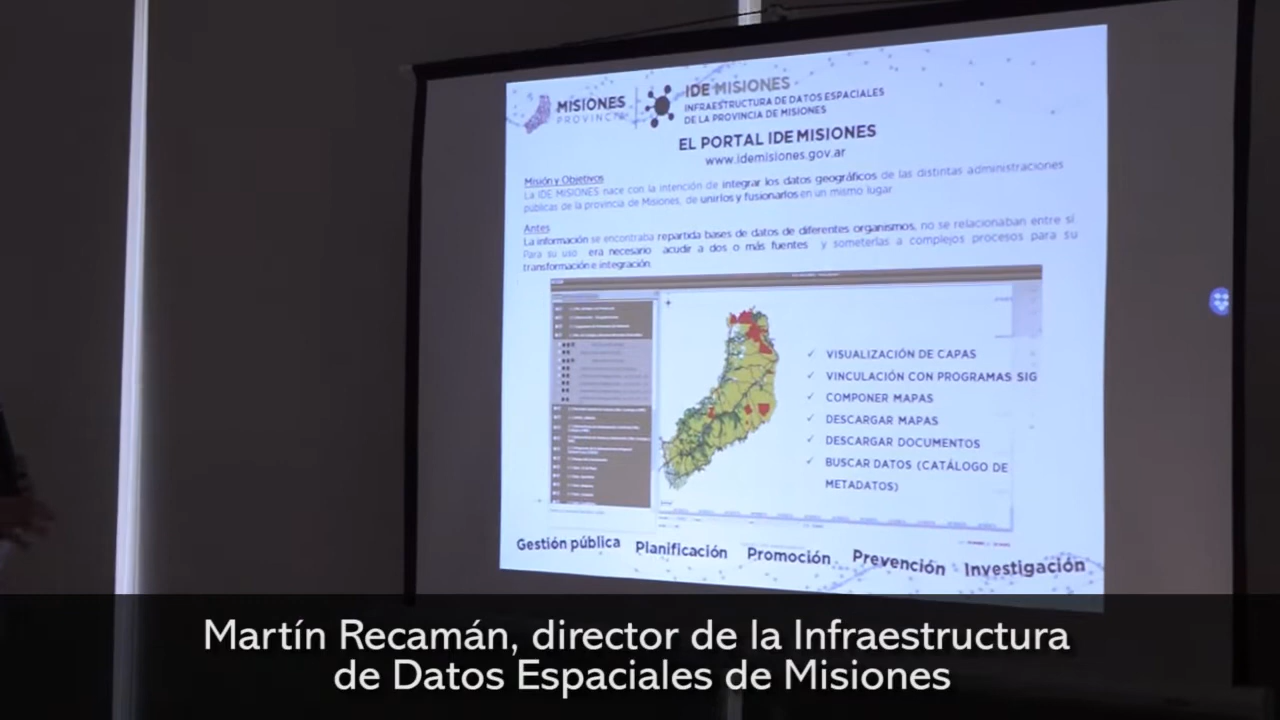 MISIONES
PROVINCIA
IDE MISIONES
INFRAESTRUCTURA DE DATOS ESPACIALES
DE LA PROVINCIA DE MISIONES
EL PORTAL IDE MISIONES
www.idemisiones.gov.ar
Misión y Objetivos
La IDE MISIONES nace con la intención de integrar los datos geográficos de las distintas administraciones
públicas de la provincia de Misiones, de unirlos y fusionarlos en un mismo lugar
Antes
La información se encontraba repartida bases de datos de diferentes organismos, no se relacionaban entre sí
Para su uso era necesario acudir a dos o más fuentes y someterlas a complejos procesos para su
transformación e integración.
✓ VISUALIZACIÓN DE CAPAS
✓ VINCULACIÓN CON PROGRAMAS SIG
✓ COMPONER MAPAS
✓ DESCARGAR MAPAS
✓ DESCARGAR DOCUMENTOS
✓ BUSCAR DATOS (CATÁLOGO DE
METADATOS)
Gestión pública Planificación Promoción Prevención Investigación
Martín Recamán, director de la Infraestructura
de Datos Espaciales de Misiones